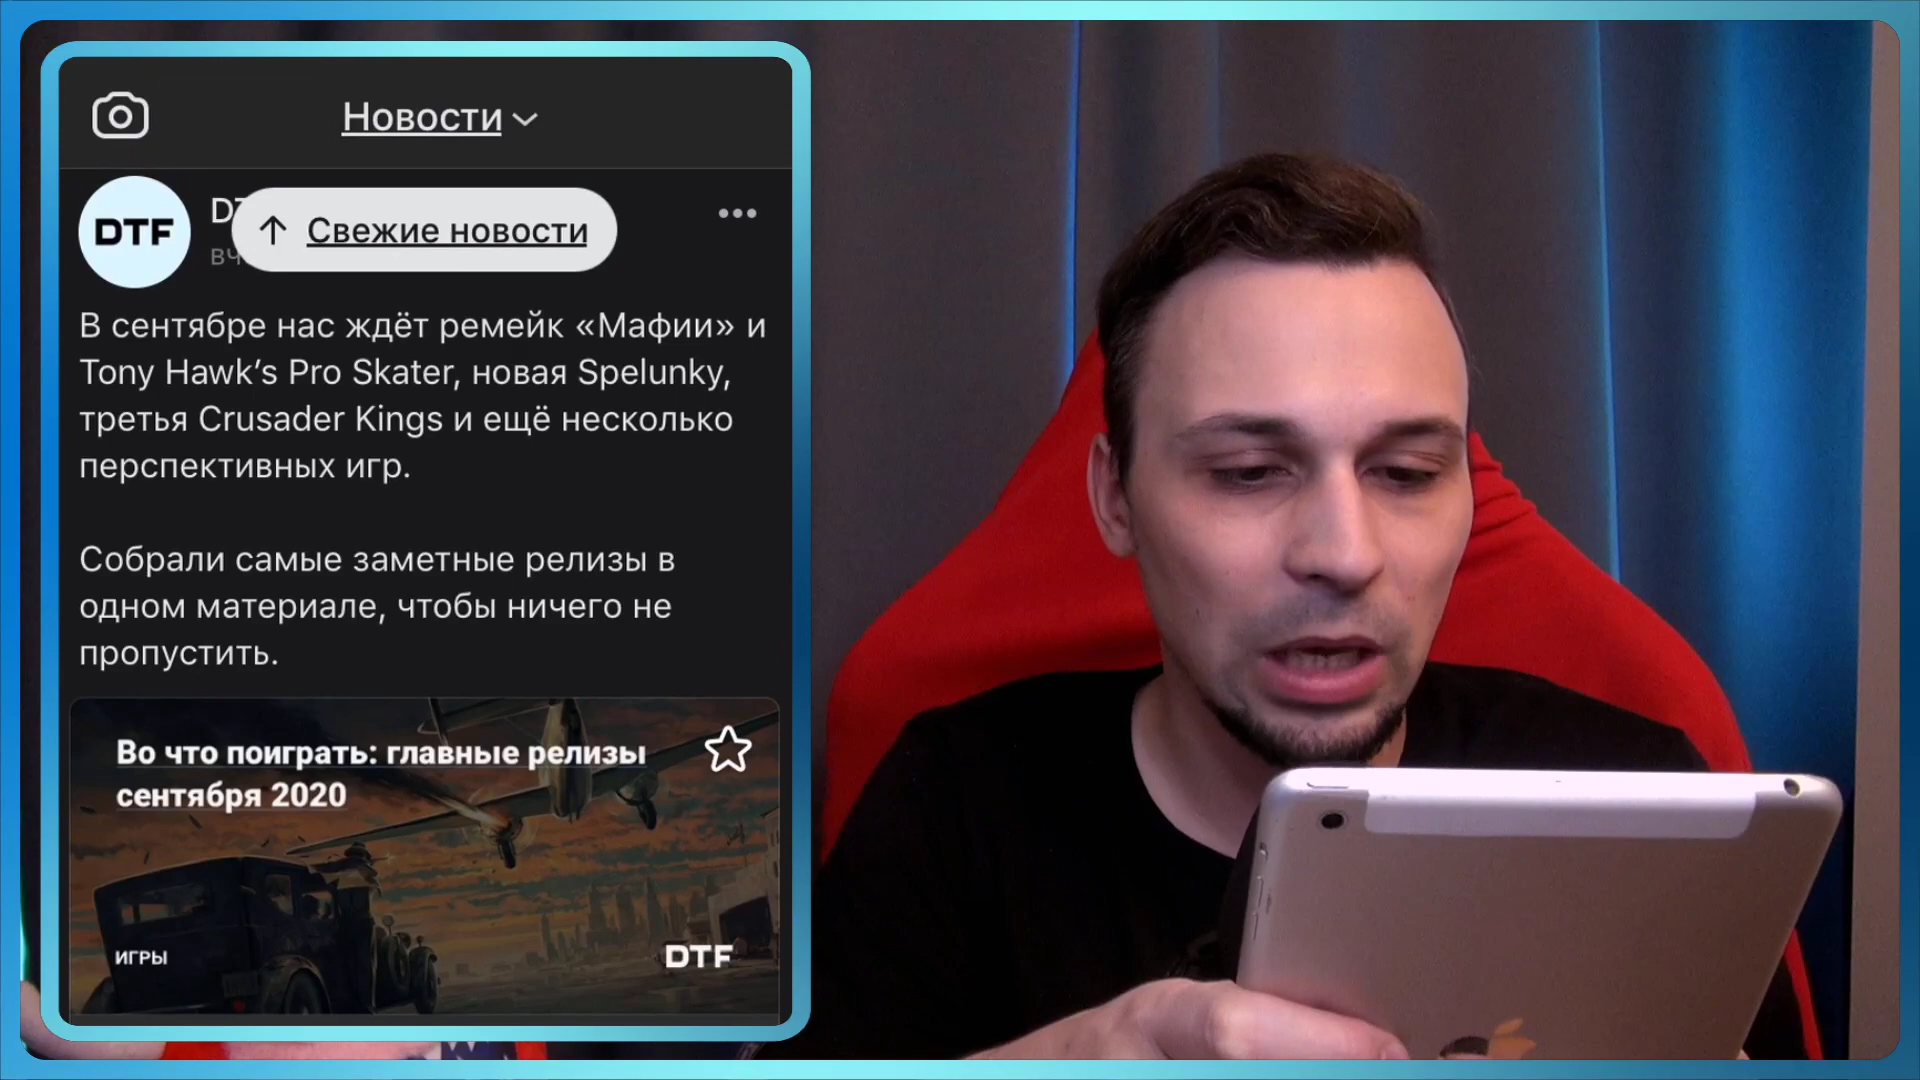 Новости
DTF
Свежие новости
В сентябре нас ждёт ремейк «Мафии» и
Tony Hawk’s Pro Skater, новая Spelunky,
третья Crusader Kings и ещё несколько
перспективных игр.
Собрали самые заметные релизы в
одном материале, чтобы ничего не
пропустить.
Во что поиграть: главные релизы
сентября 2020
ИГРЫ
DTF